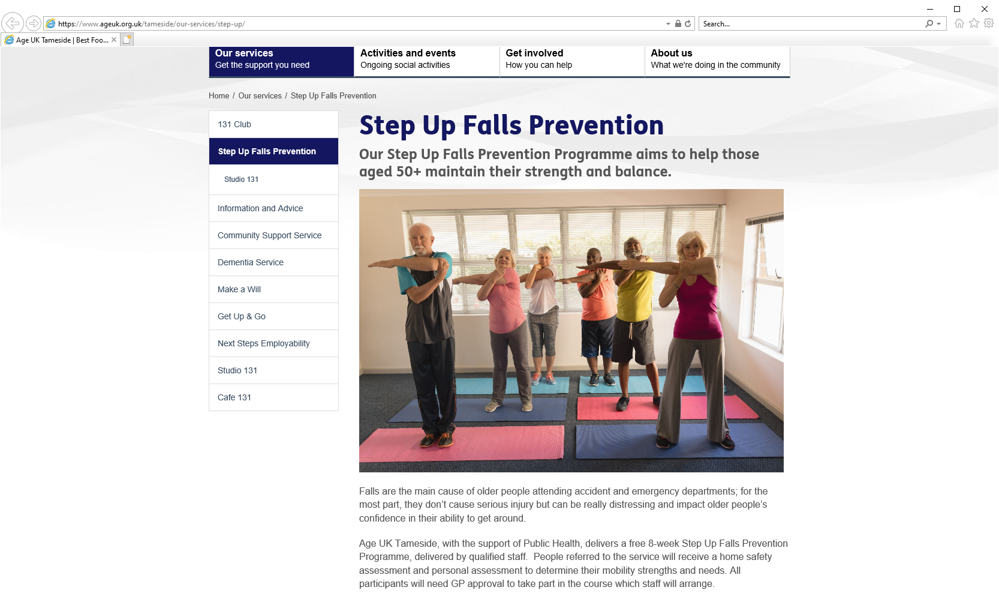 https://www.ageuk.org.uk/tameside/our-services/step-up/
Search...
Age UK Tameside | Best Foo...
Our services
Get the support you need
Activities and events
Ongoing social activities
Get involved
How you can help
About us
What we're doing in the community
Home / Our services / Step Up Falls Prevention
131 Club
Step Up Falls Prevention
Studio 131
Information and Advice
Community Support Service
Dementia Service
Make a Will
Get Up & Go
Next Steps Employability
Studio 131
Cafe 131
Step Up Falls Prevention
Our Step Up Falls Prevention Programme aims to help those
aged 50+ maintain their strength and balance.
Falls are the main cause of older people attending accident and emergency departments; for the
most part, they don’t cause serious injury but can be really distressing and impact older people’s
confidence in their ability to get around.
Age UK Tameside, with the support of Public Health, delivers a free 8-week Step Up Falls Prevention
Programme, delivered by qualified staff.  People referred to the service will receive a home safety
assessment and personal assessment to determine their mobility strengths and needs. All
participants will need GP approval to take part in the course which staff will arrange.